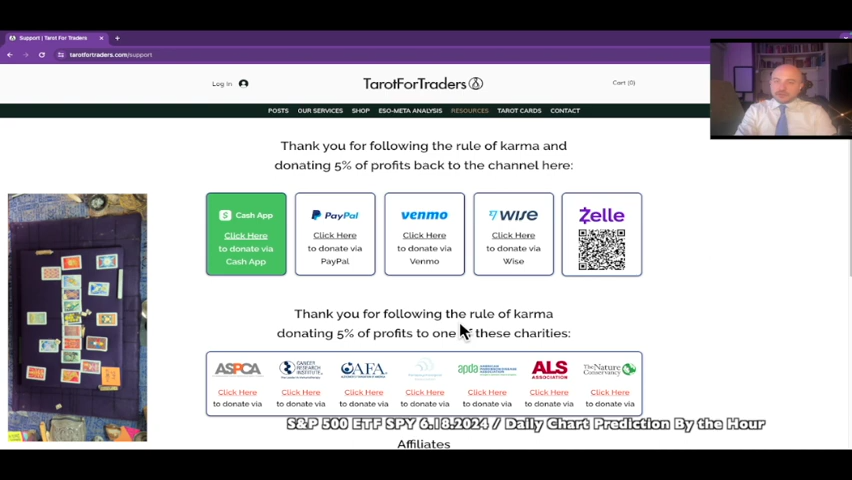 Support | Tarot For Traders
tarotfortraders.com/support
Log In
TarotForTraders
Cart (0)
POSTS OUR SERVICES SHOP ESO-META ANALYSIS RESOURCES TAROT CARDS CONTACT
Thank you for following the rule of karma and
donating 5% of profits back to the channel here:
Cash App PayPal venmo WISE Zelle
Click Here Click Here Click Here Click Here
to donate via to donate via to donate via to donate via
Cash App PayPal Venmo Wise
Thank you for following the rule of karma
donating 5% of profits to one of these charities:
ASPCA CANCER RESEARCH INSTITUTE AFA apda ALS ASSOCIATION The Nature Conservancy
Click Here Click Here Click Here Click Here Click Here Click Here Click Here
to donate via to donate via to donate via to donate via to donate via to donate via to donate via
S&P 500 ETF SPY 6.18.2024 / Daily Chart Prediction By the Hour
Affiliates